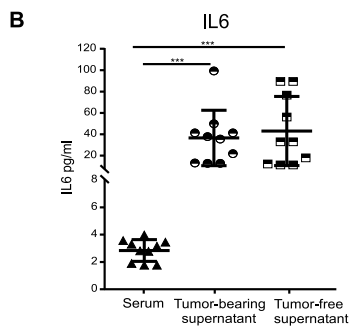 B
IL6
***
***
IL6 pg/ml
120
100
80
60
40
20
8
6
4
2
0
Serum
Tumor-bearing
supernatant
Tumor-free
supernatant